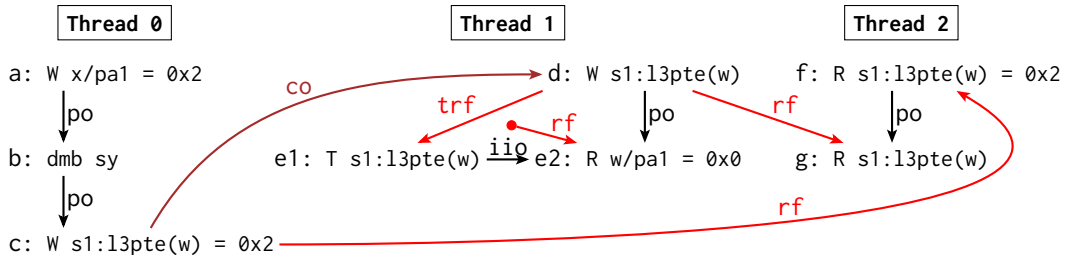 Thread 0
Thread 1
Thread 2
a: W x/pa1 = 0x2
d: W s1:l3pte(w)
f: R s1:l3pte(w) = 0x2
co
po
trf
rf
po
rf
po
b: dmb sy
e1: T s1:l3pte(w)
iio
e2: R w/pa1 = 0x0
g: R s1:l3pte(w)
po
rf
c: W s1:l3pte(w) = 0x2